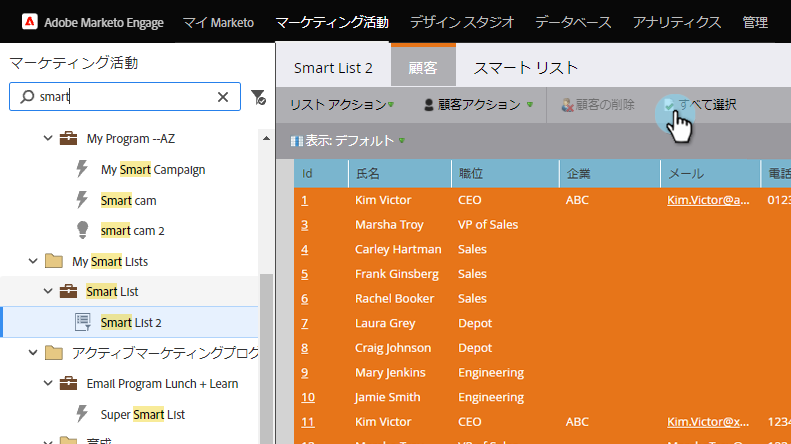 Adobe Marketo Engage マイ Marketo マーケティング活動 デザイン スタジオ データベース アナリティクス 管理
マーケティング活動
smart
My Program --AZ
My Smart Campaign
Smart cam
smart cam 2
My Smart Lists
Smart List
Smart List 2
アクティブマーケティングプログ
Email Program Lunch + Learn
Super Smart List
育成
Smart List 2 顧客 スマート リスト
リスト アクション 顧客アクション 顧客の削除 すべて選択
表示: デフォルト
Id 氏名 職位 企業 メール 電話
1 Kim Victor CEO ABC Kim.Victor@a... 0123
3 Marsha Troy VP of Sales
4 Carley Hartman Sales
5 Frank Ginsberg Sales
6 Rachel Booker Sales
7 Laura Grey Depot
8 Craig Johnson Depot
9 Mary Jenkins Engineering
10 Jamie Smith Engineering
11 Kim Victor CEO ABC Kim.Victor@x... 1234